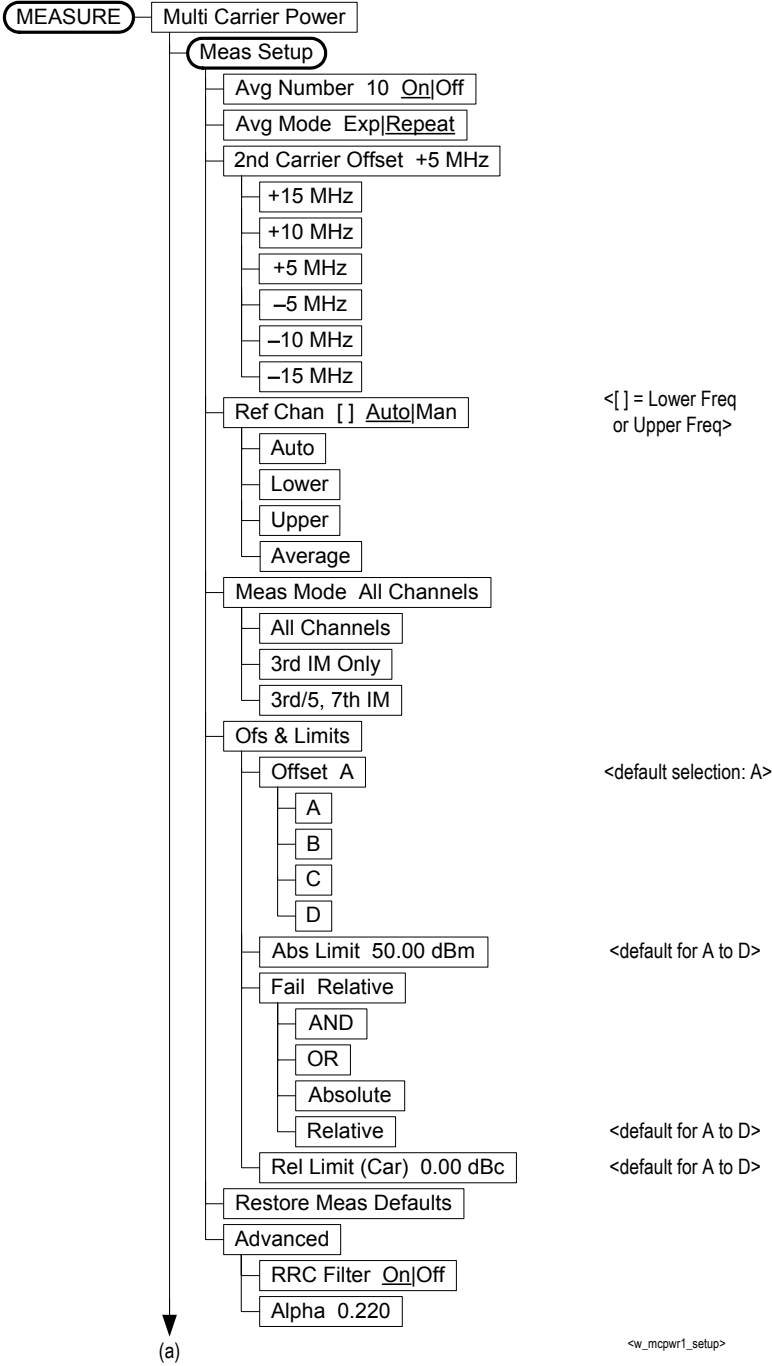 MEASURE Multi Carrier Power
Meas Setup
Avg Number 10 On|Off
Avg Mode Exp|Repeat
2nd Carrier Offset +5 MHz
+15 MHz
+10 MHz
+5 MHz
–5 MHz
–10 MHz
–15 MHz
Ref Chan [ ] Auto|Man <[ ] = Lower Freq
or Upper Freq>
Auto
Lower
Upper
Average
Meas Mode All Channels
All Channels
3rd IM Only
3rd/5, 7th IM
Ofs & Limits
Offset A <default selection: A>
A
B
C
D
Abs Limit 50.00 dBm <default for A to D>
Fail Relative
AND
OR
Absolute
Relative <default for A to D>
Rel Limit (Car) 0.00 dBc <default for A to D>
Restore Meas Defaults
Advanced
RRC Filter On|Off
Alpha 0.220
(a) <w_mcpwr1_setup>